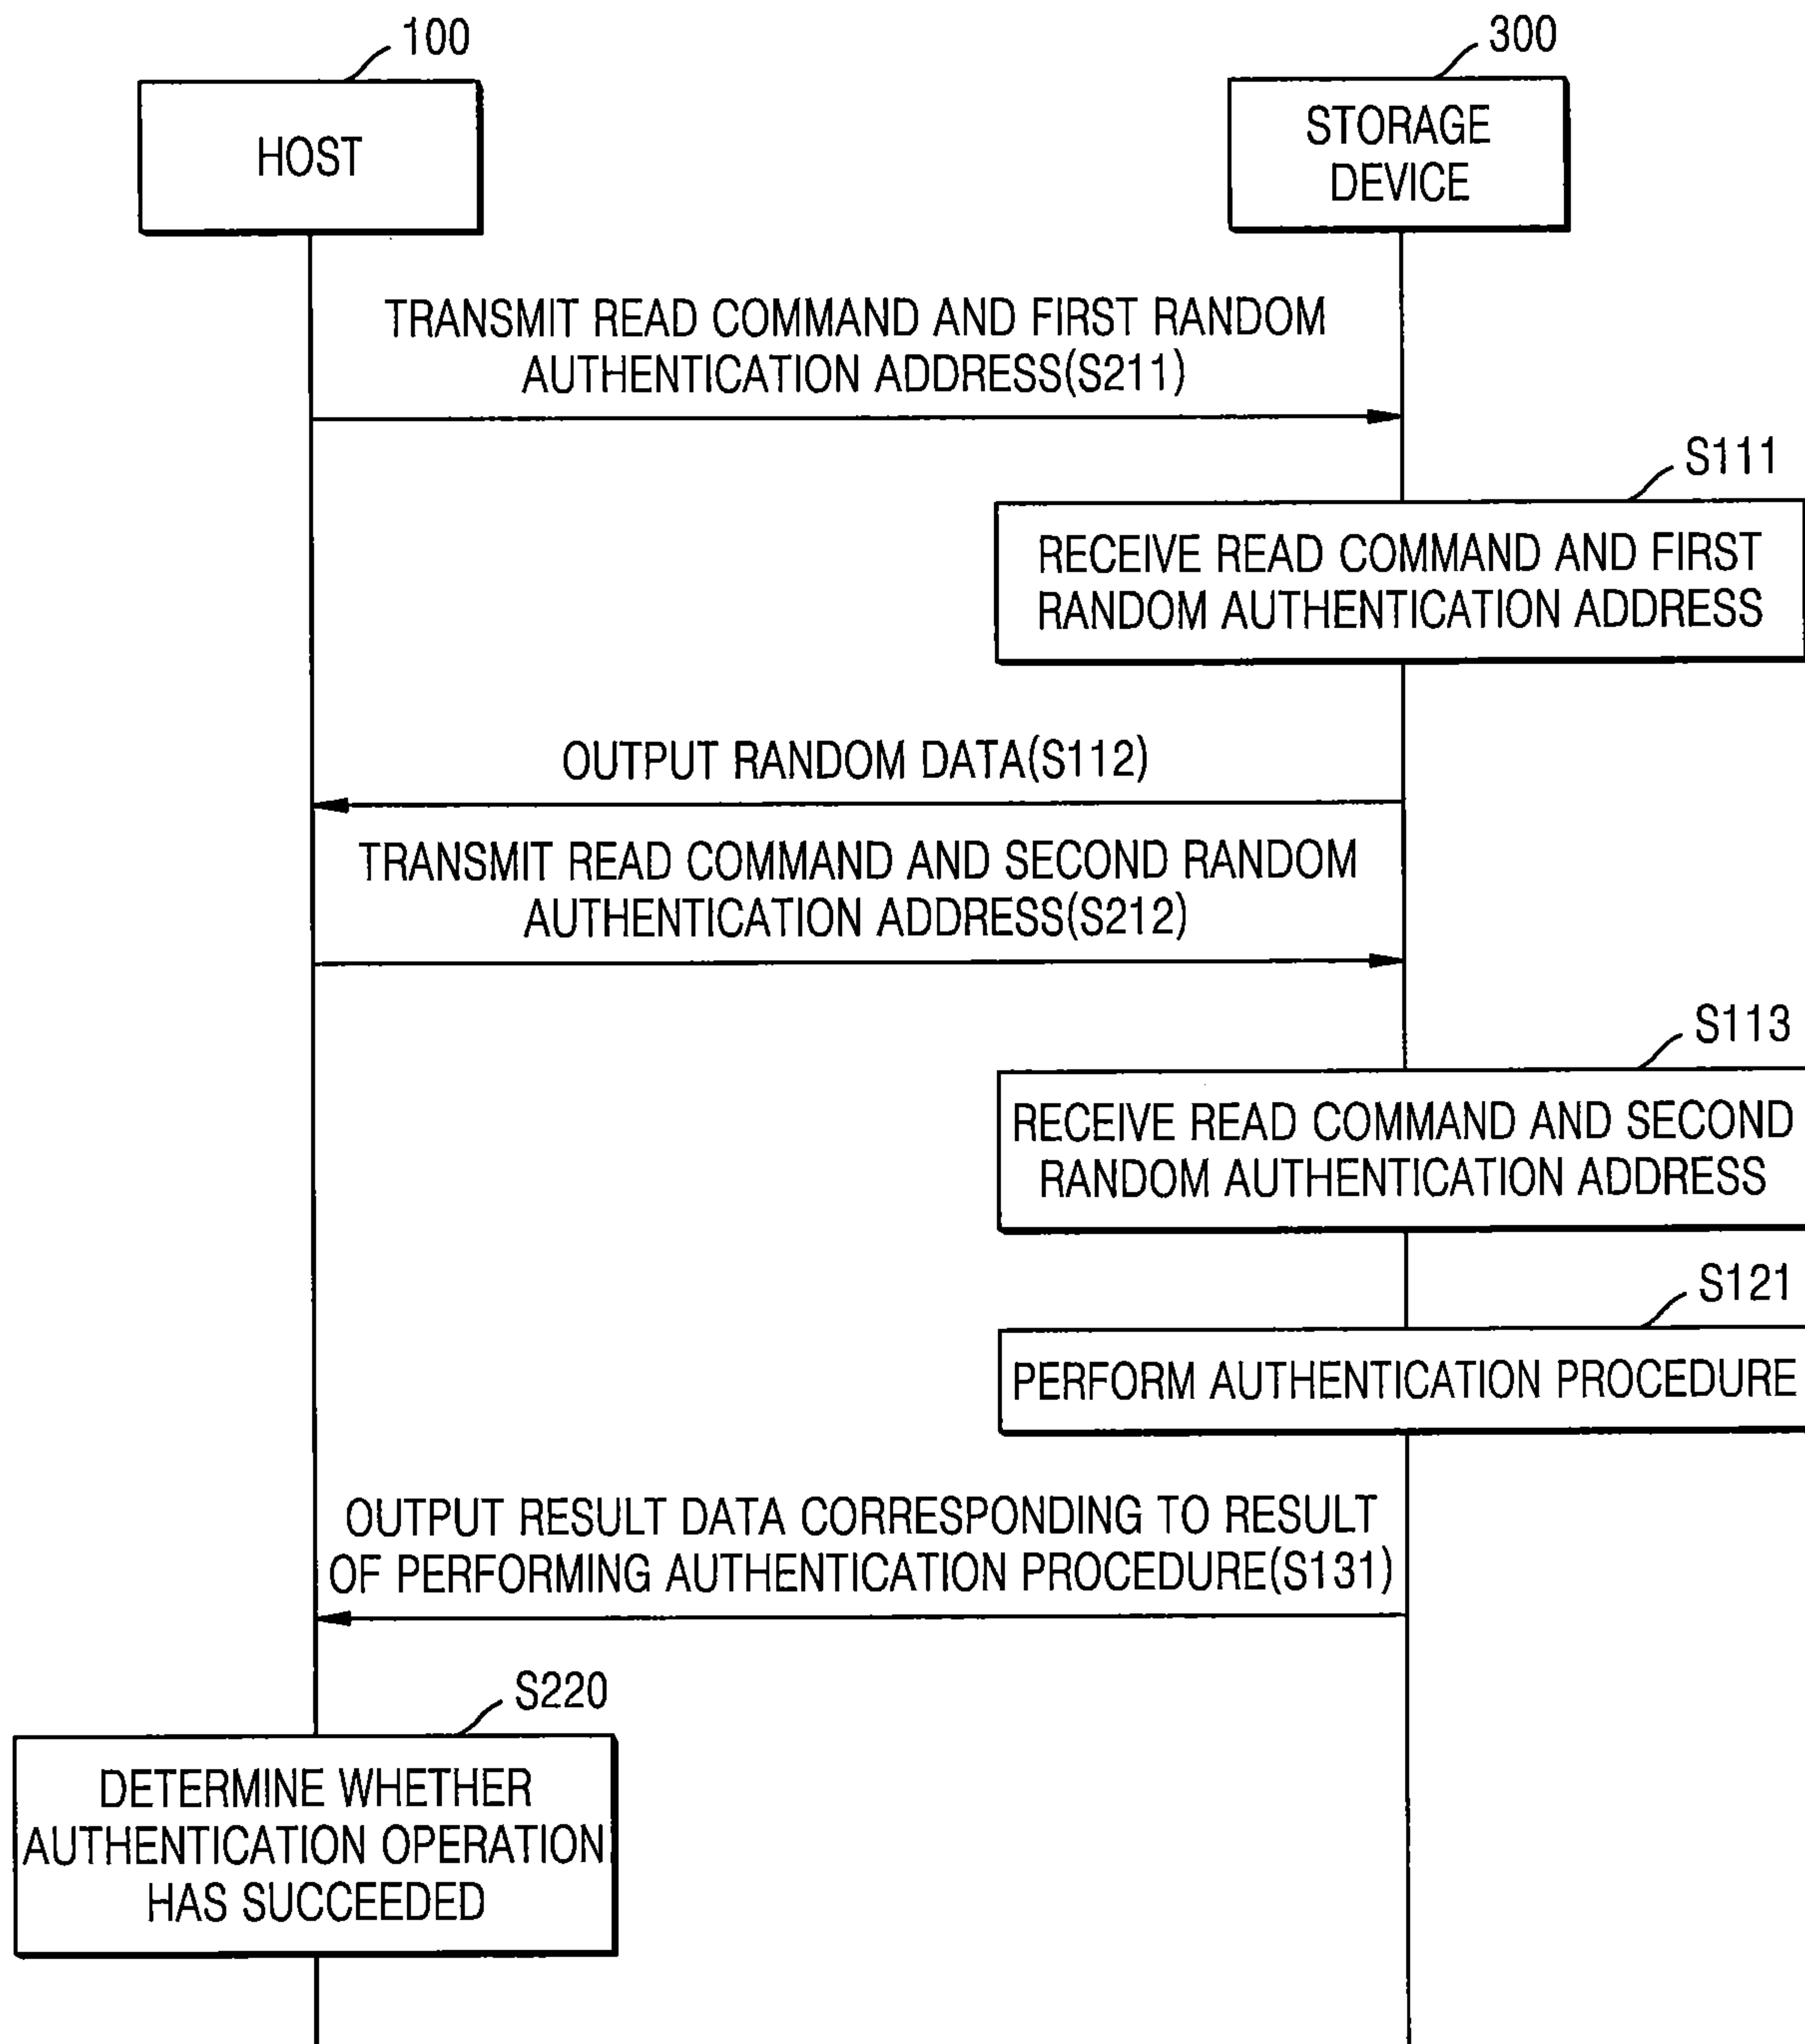 100
HOST
300
STORAGE
DEVICE
TRANSMIT READ COMMAND AND FIRST RANDOM
AUTHENTICATION ADDRESS(S211)
S111
RECEIVE READ COMMAND AND FIRST
RANDOM AUTHENTICATION ADDRESS
OUTPUT RANDOM DATA(S112)
TRANSMIT READ COMMAND AND SECOND RANDOM
AUTHENTICATION ADDRESS(S212)
S113
RECEIVE READ COMMAND AND SECOND
RANDOM AUTHENTICATION ADDRESS
S121
PERFORM AUTHENTICATION PROCEDURE
OUTPUT RESULT DATA CORRESPONDING TO RESULT
OF PERFORMING AUTHENTICATION PROCEDURE(S131)
S220
DETERMINE WHETHER
AUTHENTICATION OPERATION
HAS SUCCEEDED